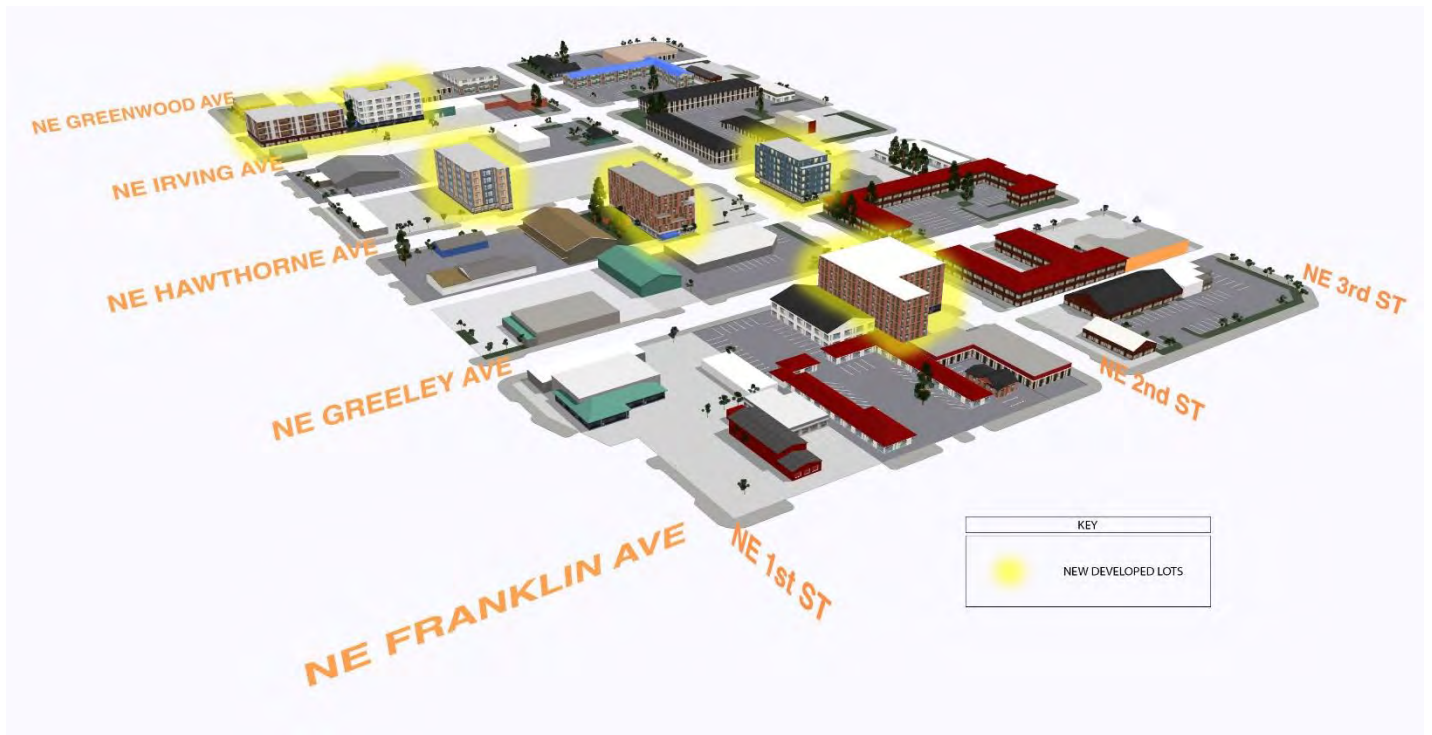 NE GREENWOOD AVE
NE IRVING AVE
NE HAWTHORNE AVE
NE GREELEY AVE
NE FRANKLIN AVE
NE 1st ST
NE 2nd ST
NE 3rd ST
KEY
NEW DEVELOPED LOTS